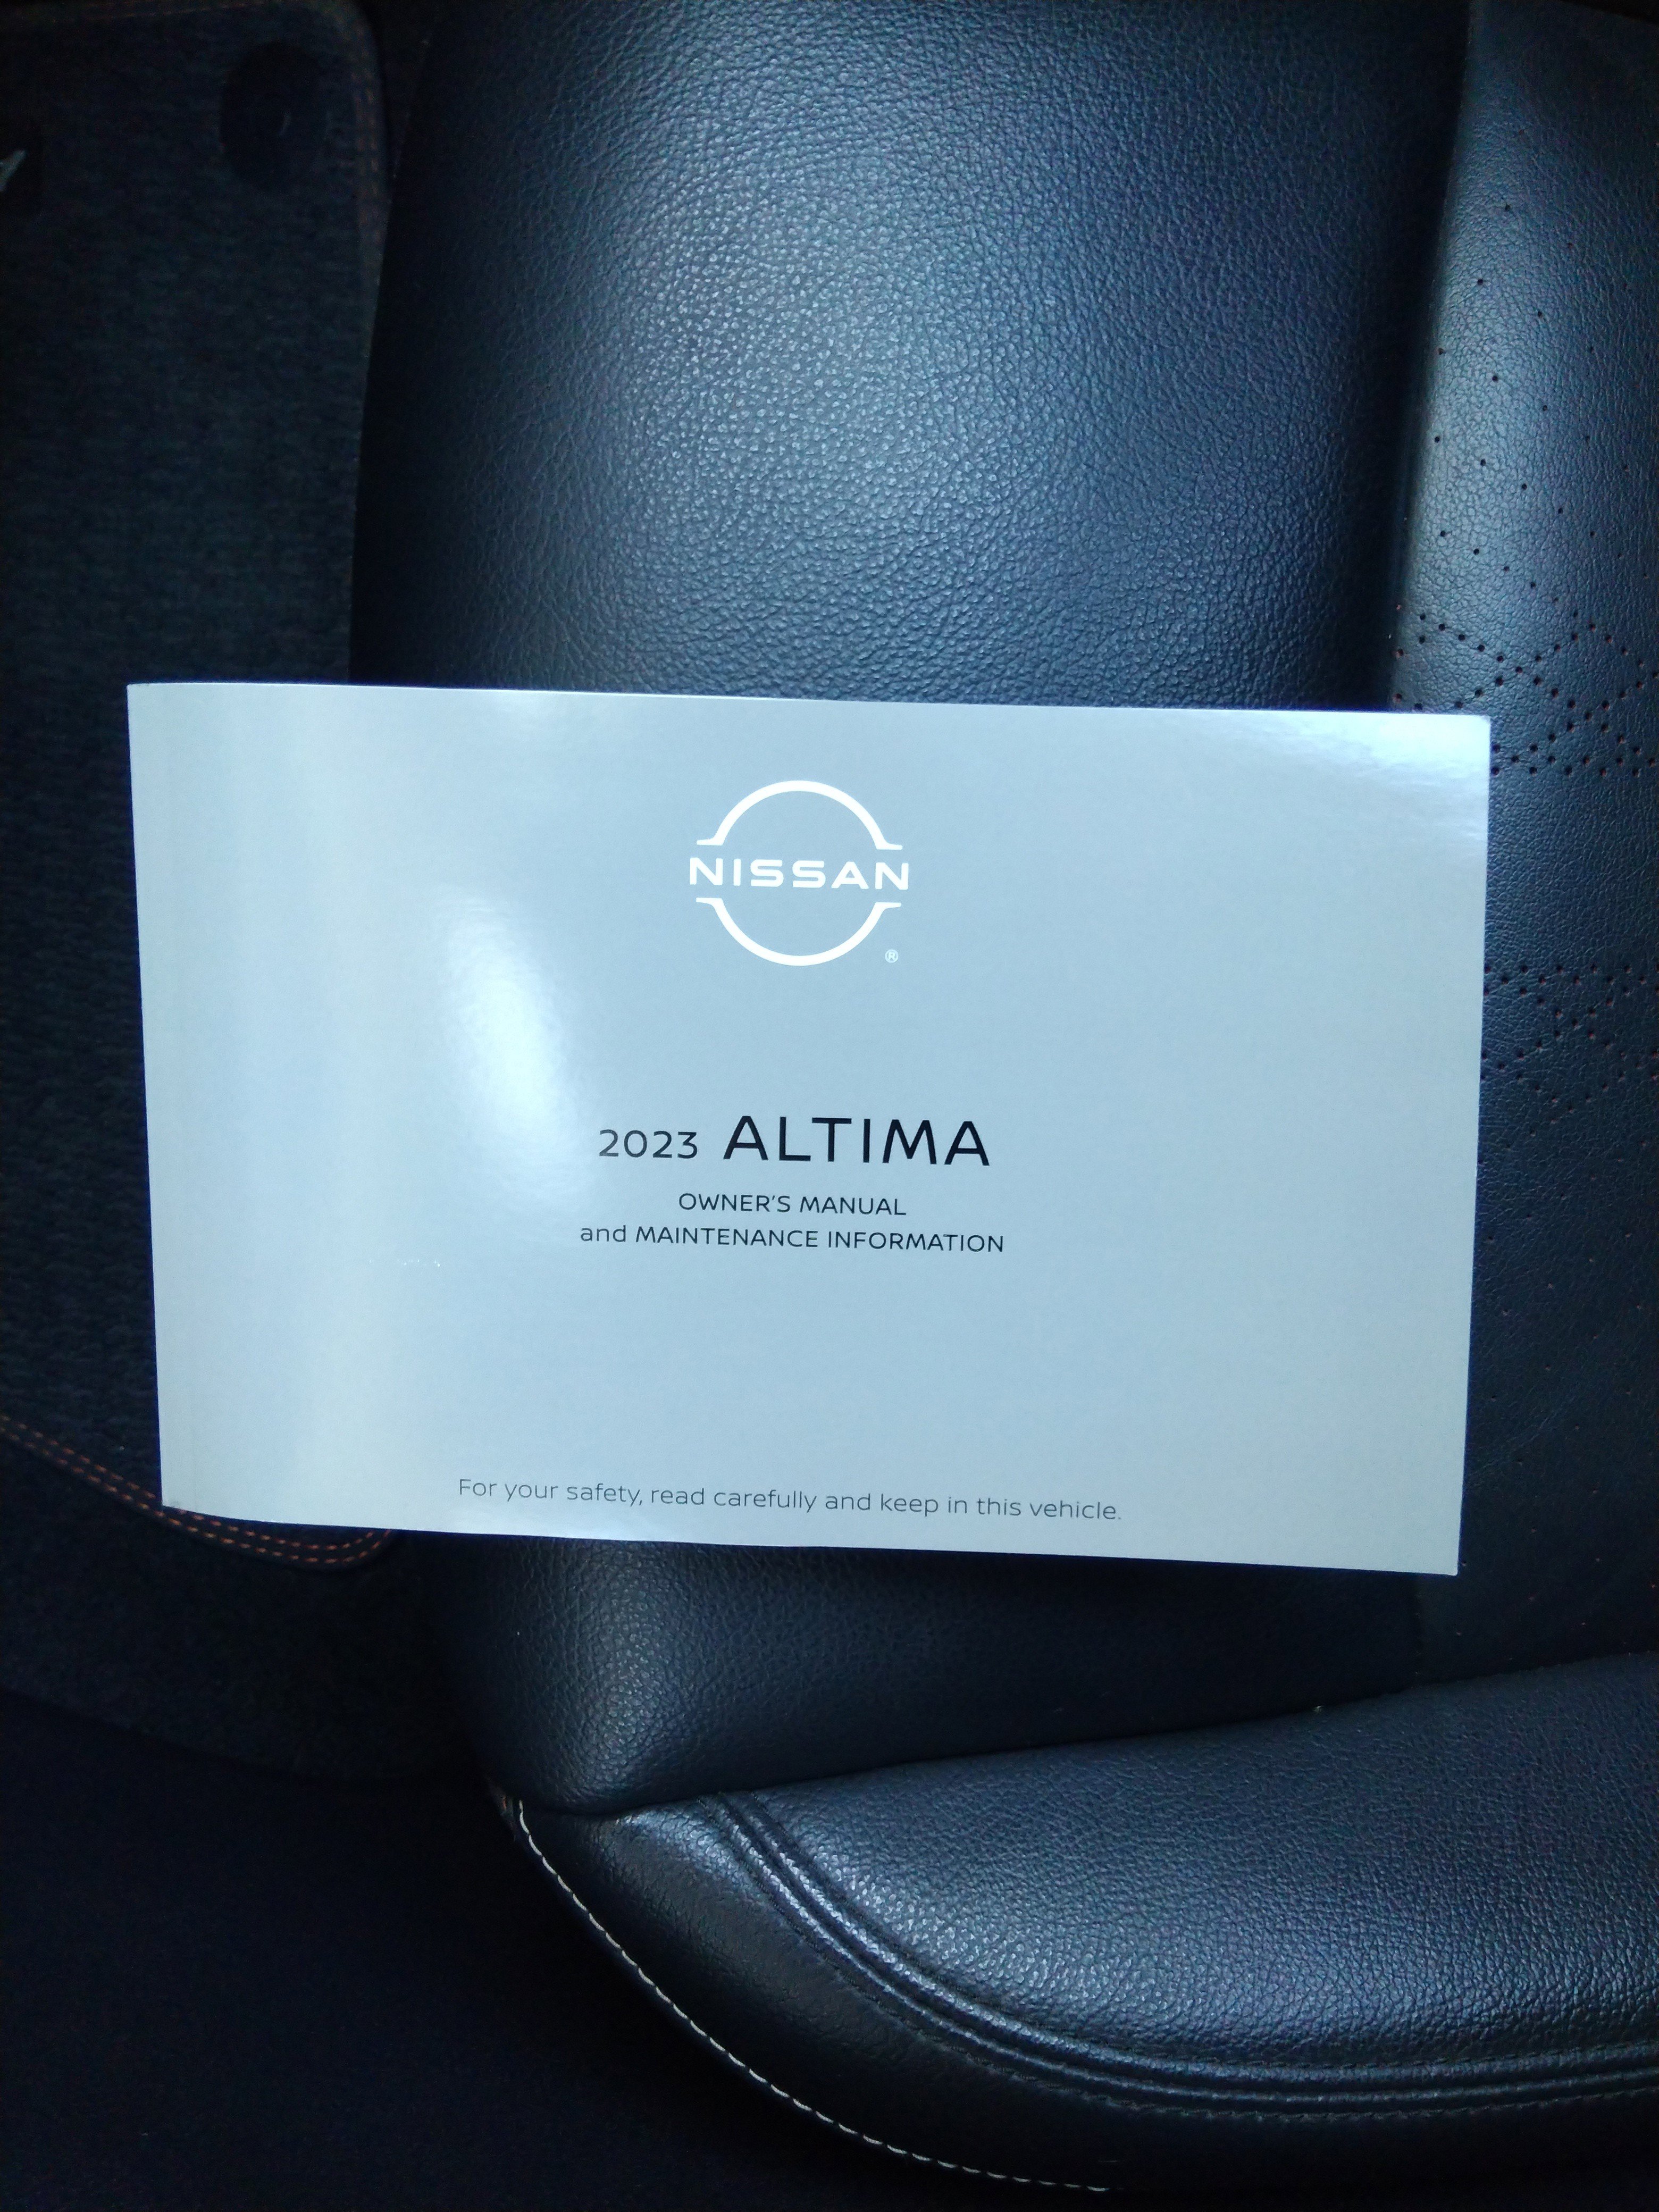 NISSAN
®
2023 ALTIMA
OWNER'S MANUAL
and MAINTENANCE INFORMATION
For your safety, read carefully and keep in this vehicle.